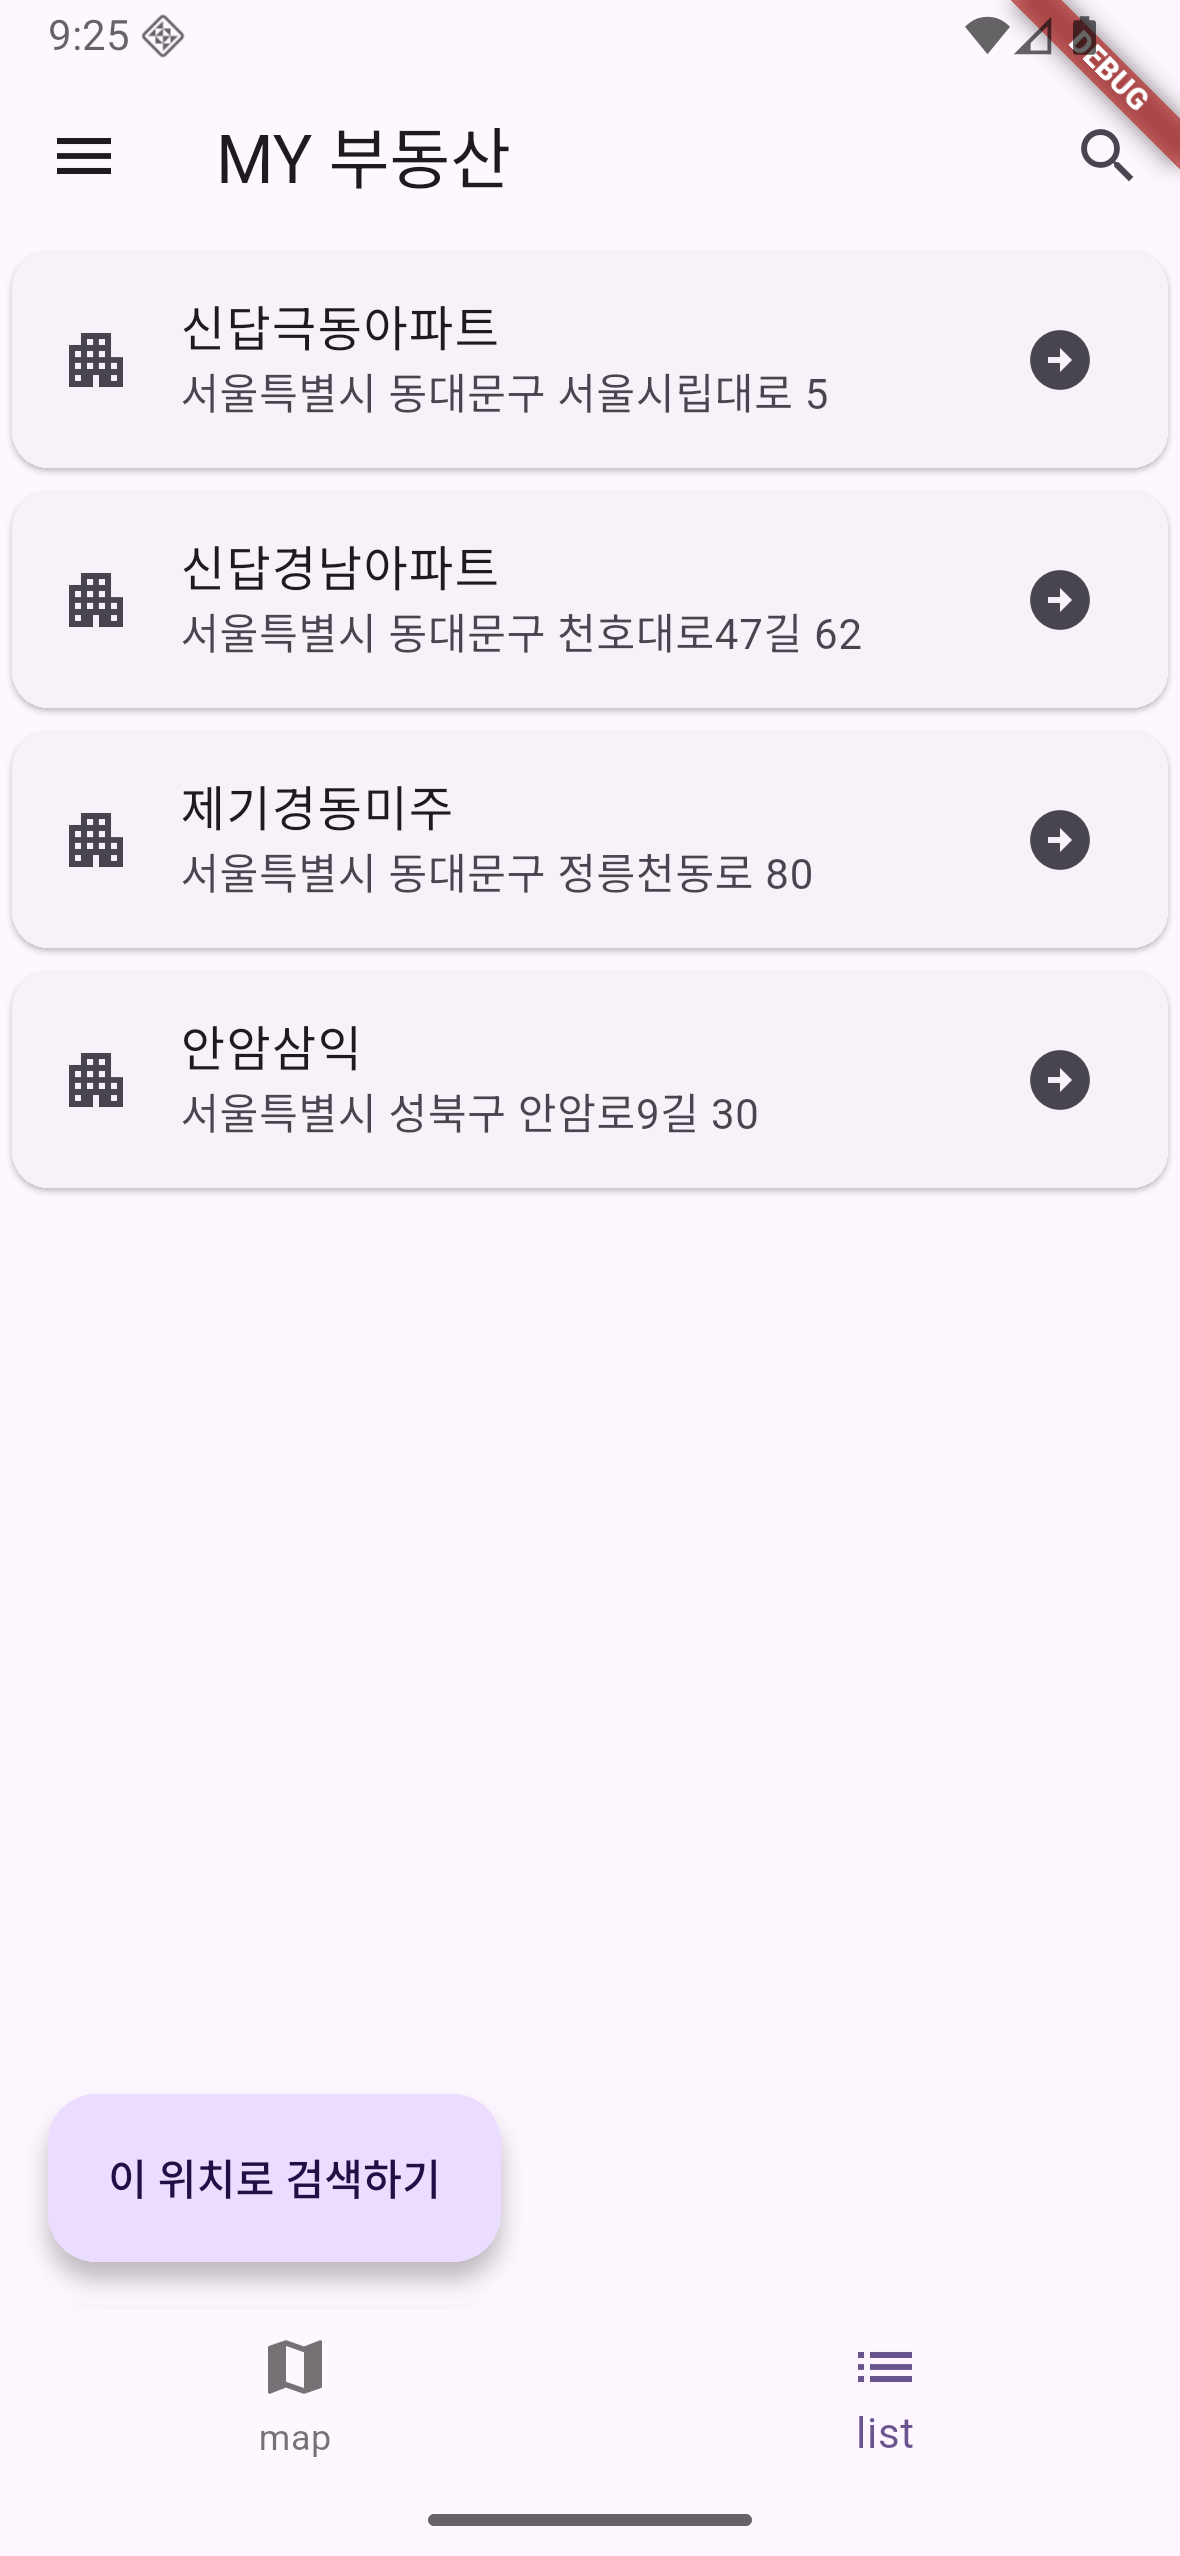 9:25
DEBUG
MY 부동산
신답극동아파트
서울특별시 동대문구 서울시립대로 5
신답경남아파트
서울특별시 동대문구 천호대로47길 62
제기경동미주
서울특별시 동대문구 정릉천동로 80
안암삼익
서울특별시 성북구 안암로9길 30
이 위치로 검색하기
map
list